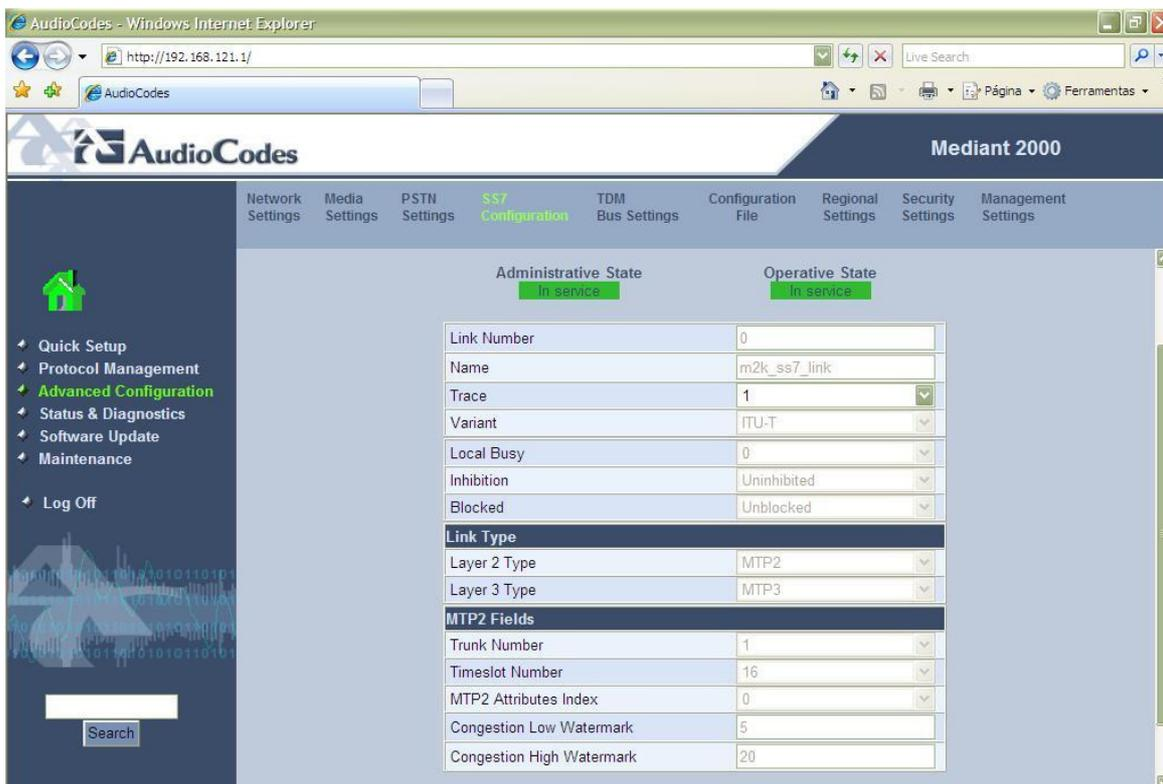 AudioCodes - Windows Internet Explorer
http://192.168.121.1/
Live Search
AudioCodes
Página
Ferramentas
AudioCodes
Mediant 2000
Network Settings
Media Settings
PSTN Settings
SS7 Configuration
TDM Bus Settings
Configuration File
Regional Settings
Security Settings
Management Settings
Quick Setup
Protocol Management
Advanced Configuration
Status & Diagnostics
Software Update
Maintenance
Log Off
Search
Administrative State
In service
Operative State
In service
Link Number 0
Name m2k_ss7_link
Trace 1
Variant ITU-T
Local Busy 0
Inhibition Uninhibited
Blocked Unblocked
Link Type
Layer 2 Type MTP2
Layer 3 Type MTP3
MTP2 Fields
Trunk Number 1
Timeslot Number 16
MTP2 Attributes Index 0
Congestion Low Watermark 5
Congestion High Watermark 20